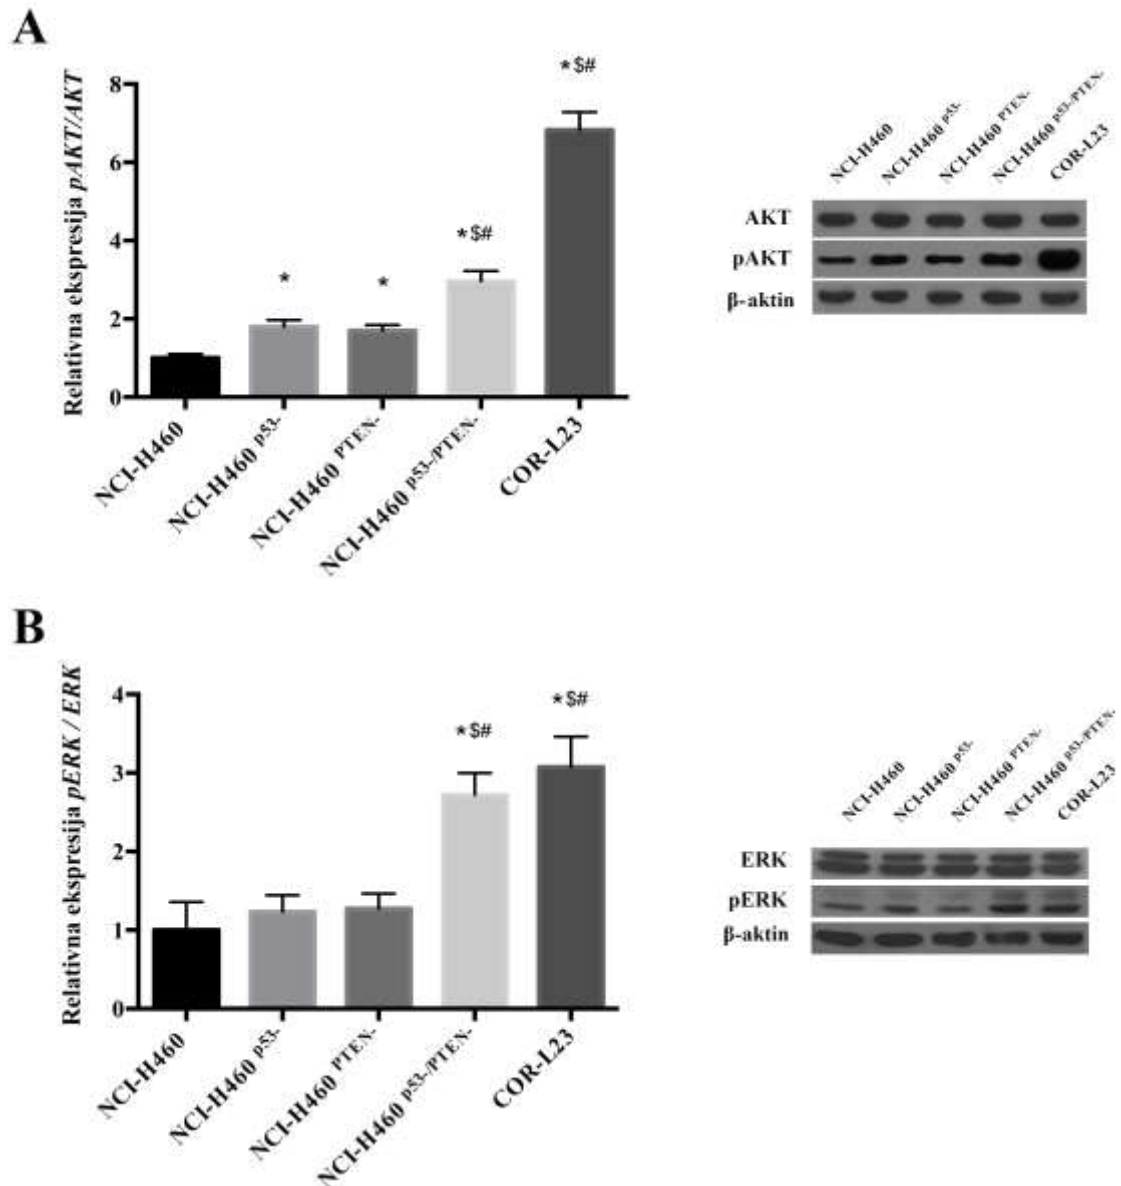 A
Relativna ekspresija pAKT/AKT
8
6
4
2
0
*
*
*$#
*$#
NCI-H460
NCI-H460 p53-
NCI-H460 PTEN-
NCI-H460 p53-/PTEN-
COR-L23
NCI-H460
NCI-H460 p53-
NCI-H460 PTEN-
NCI-H460 p53-/PTEN-
COR-L23
AKT
pAKT
β-aktin
B
Relativna ekspresija pERK / ERK
4
3
2
1
0
*$#
*$#
NCI-H460
NCI-H460 p53-
NCI-H460 PTEN-
NCI-H460 p53-/PTEN-
COR-L23
NCI-H460
NCI-H460 p53-
NCI-H460 PTEN-
NCI-H460 p53-/PTEN-
COR-L23
ERK
pERK
β-aktin